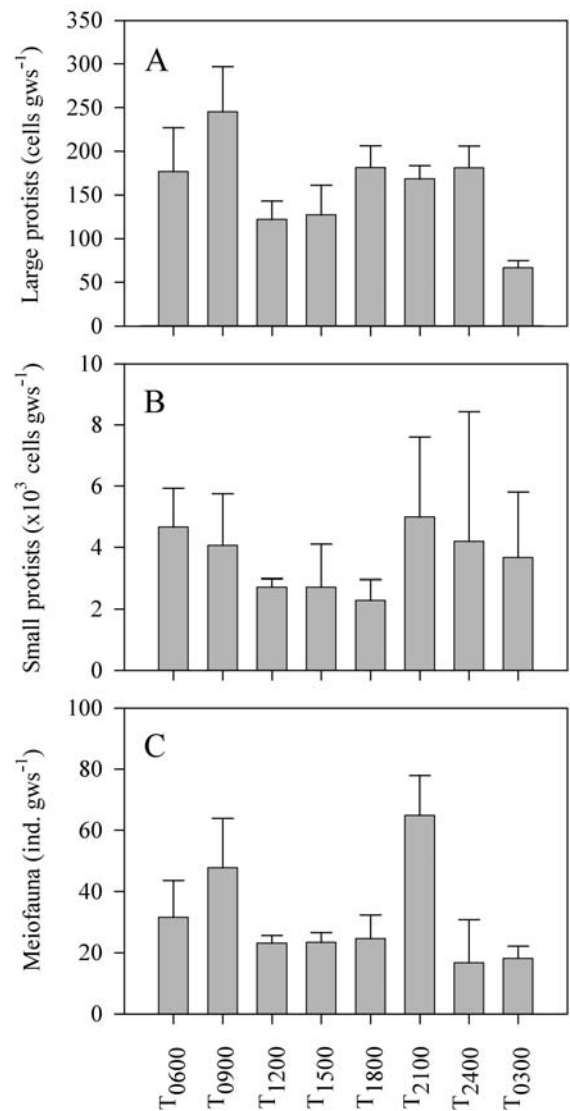 Large protists (cells gws⁻¹)
350
300
250
200
150
100
50
0
A
Small protists (x10³ cells gws⁻¹)
10
8
6
4
2
0
B
Meiofauna (ind. gws⁻¹)
100
80
60
40
20
0
C
T₀₆₀₀
T₀₉₀₀
T₁₂₀₀
T₁₅₀₀
T₁₈₀₀
T₂₁₀₀
T₂₄₀₀
T₀₃₀₀